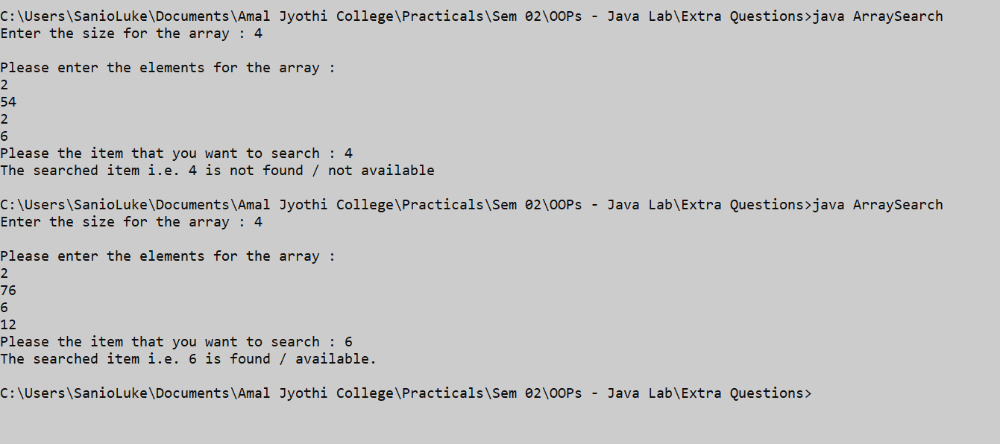 C:\Users\SanioLuke\Documents\Amal Jyothi College\Practicals\Sem 02\OOPs - Java Lab\Extra Questions>java ArraySearch
Enter the size for the array : 4
Please enter the elements for the array :
2
54
2
6
Please the item that you want to search : 4
The searched item i.e. 4 is not found / not available
C:\Users\SanioLuke\Documents\Amal Jyothi College\Practicals\Sem 02\OOPs - Java Lab\Extra Questions>java ArraySearch
Enter the size for the array : 4
Please enter the elements for the array :
2
76
6
12
Please the item that you want to search : 6
The searched item i.e. 6 is found / available.
C:\Users\SanioLuke\Documents\Amal Jyothi College\Practicals\Sem 02\OOPs - Java Lab\Extra Questions>